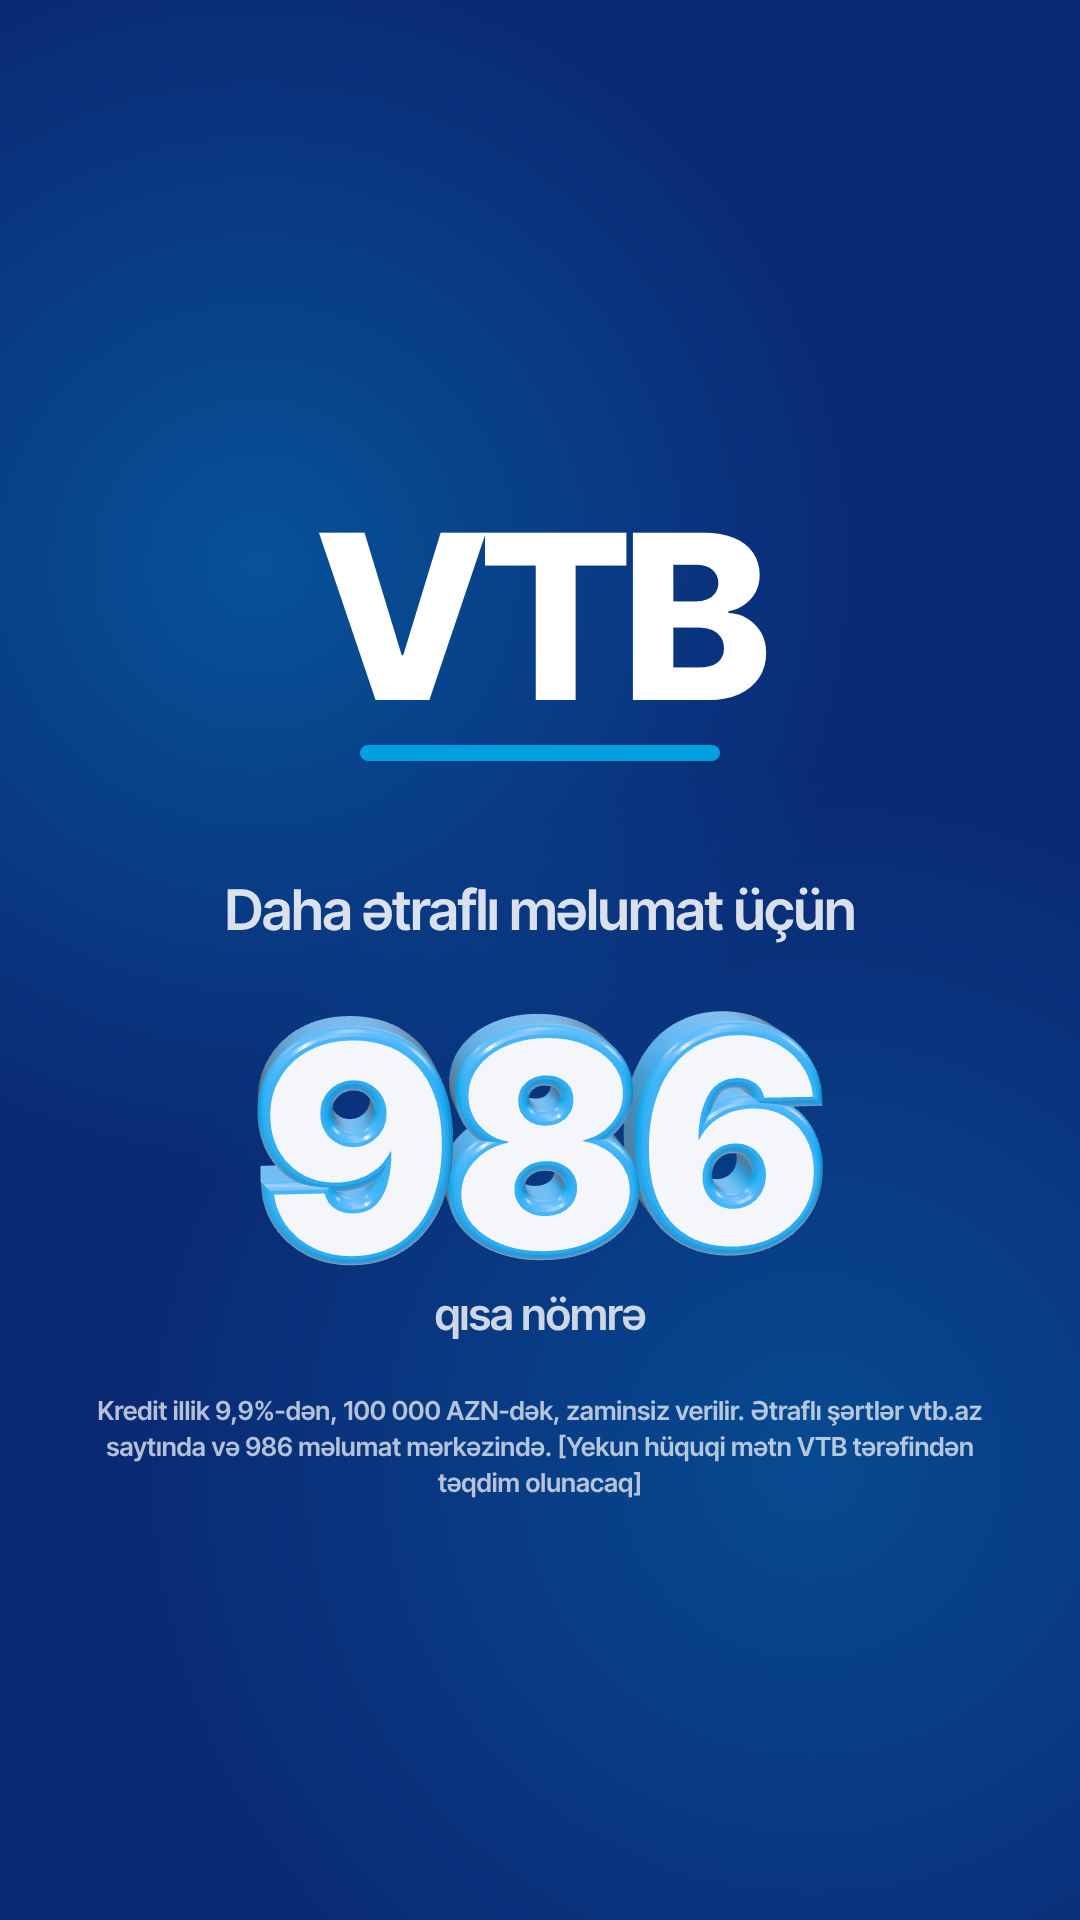 VTB
Daha ətraflı məlumat üçün
986
qısa nömrə
Kredit illik 9,9%-dən, 100 000 AZN-dək, zaminsiz verilir. Ətraflı şərtlər vtb.az
saytında və 986 məlumat mərkəzində. [Yekun hüquqi mətn VTB tərəfindən
təqdim olunacaq]